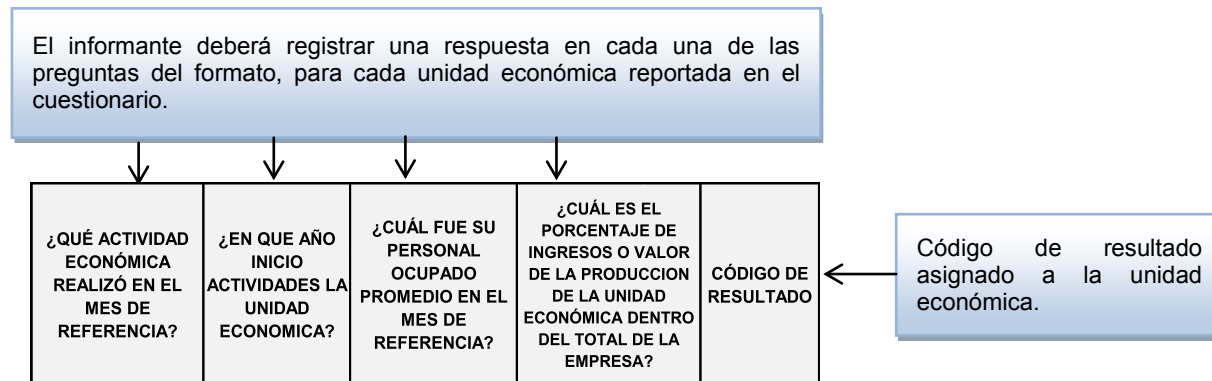 El informante deberá registrar una respuesta en cada una de las
preguntas del formato, para cada unidad económica reportada en el
cuestionario.
¿QUÉ ACTIVIDAD
ECONÓMICA
REALIZÓ EN EL
MES DE
REFERENCIA?
¿EN QUE AÑO
INICIO
ACTIVIDADES LA
UNIDAD
ECONOMICA?
¿CUÁL FUE SU
PERSONAL
OCUPADO
PROMEDIO EN EL
MES DE
REFERENCIA?
¿CUÁL ES EL
PORCENTAJE DE
INGRESOS O VALOR
DE LA PRODUCCION
DE LA UNIDAD
ECONÓMICA DENTRO
DEL TOTAL DE LA
EMPRESA?
CÓDIGO DE
RESULTADO
Código de resultado
asignado a la unidad
económica.